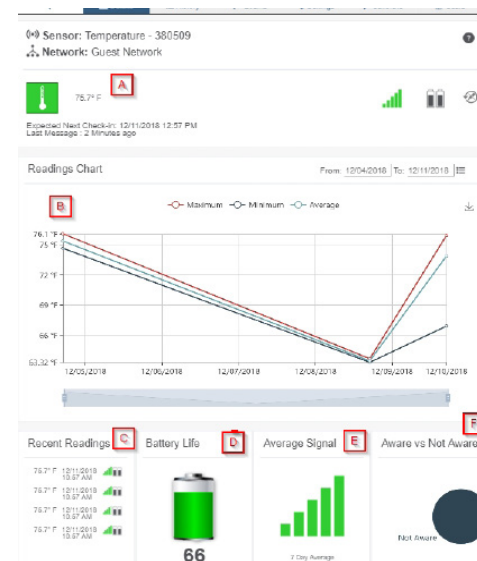 Sensor: Temperature - 380509
Network: Guest Network
A
76.7° F
Expected Next Check-in: 12/11/2018 12:57 PM
Last Message : 2 Minutes ago
Readings Chart
From: 12/04/2018 To: 12/11/2018
B
Maximum Minimum Average
76.1 °F
75 °F
72 °F
69 °F
66 °F
63.32 °F
12/05/2018 12/06/2018 12/07/2018 12/08/2018 12/09/2018 12/10/2018
Recent Readings C Battery Life D Average Signal E Aware vs Not Aware F
76.7° F 12/11/2018 10:57 AM
76.7° F 12/11/2018 10:57 AM
76.7° F 12/11/2018 10:57 AM
76.7° F 12/11/2018 10:57 AM
Not Aware
66
7 Day Average